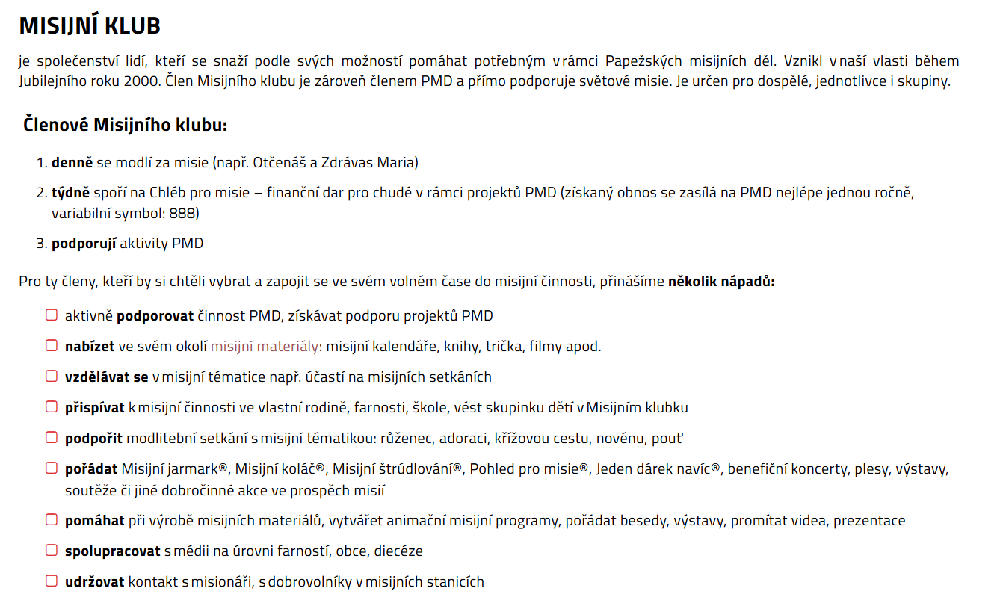 MISIJNÍ KLUB
je společenství lidí, kteří se snaží podle svých možností pomáhat potřebným v rámci Papežských misijních děl. Vznikl v naší vlasti během
Jubilejního roku 2000. Člen Misijního klubu je zároveň členem PMD a přímo podporuje světové misie. Je určen pro dospělé, jednotlivce i skupiny.
Členové Misijního klubu:
1. denně se modlí za misie (např. Otčenáš a Zdrávas Maria)
2. týdně spoří na Chléb pro misie – finanční dar pro chudé v rámci projektů PMD (získaný obnos se zasílá na PMD nejlépe jednou ročně,
variabilní symbol: 888)
3. podporují aktivity PMD
Pro ty členy, kteří by si chtěli vybrat a zapojit se ve svém volném čase do misijní činnosti, přinášíme několik nápadů:
aktivně podporovat činnost PMD, získávat podporu projektů PMD
nabízet ve svém okolí misijní materiály: misijní kalendáře, knihy, trička, filmy apod.
vzdělávat se v misijní tématice např. účastí na misijních setkáních
přispívat k misijní činnosti ve vlastní rodině, farnosti, škole, vést skupinku dětí v Misijním klubku
podpořit modlitební setkání s misijní tématikou: růženec, adoraci, křížovou cestu, novénu, pouť
pořádat Misijní jarmark®, Misijní koláč®, Misijní štrúdlování®, Pohled pro misie®, Jeden dárek navíc®, benefiční koncerty, plesy, výstavy,
soutěže či jiné dobročinné akce ve prospěch misií
pomáhat při výrobě misijních materiálů, vytvářet animační misijní programy, pořádat besedy, výstavy, promítat videa, prezentace
spolupracovat s médii na úrovni farností, obce, diecéze
udržovat kontakt s misionáři, s dobrovolníky v misijních stanicích